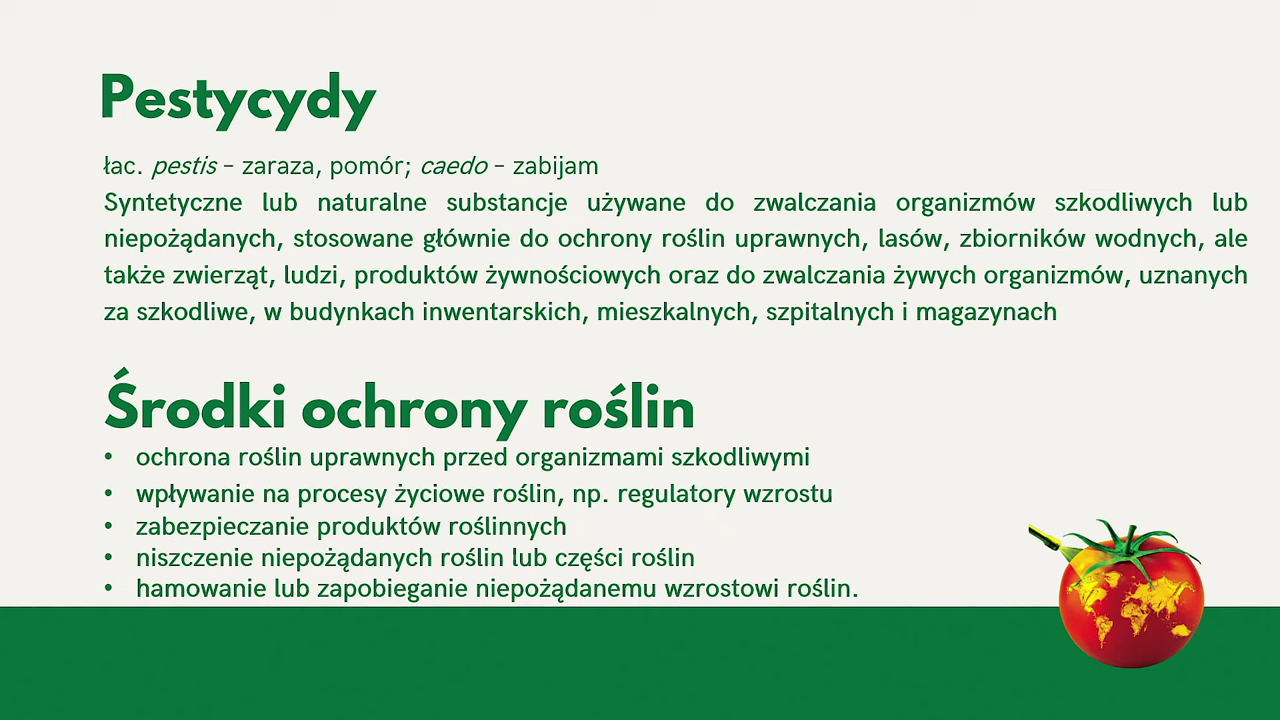 Pestycydy
łac. pestis – zaraza, pomór; caedo – zabijam
Syntetyczne lub naturalne substancje używane do zwalczania organizmów szkodliwych lub
niepożądanych, stosowane głównie do ochrony roślin uprawnych, lasów, zbiorników wodnych, ale
także zwierząt, ludzi, produktów żywnościowych oraz do zwalczania żywych organizmów, uznanych
za szkodliwe, w budynkach inwentarskich, mieszkalnych, szpitalnych i magazynach
Środki ochrony roślin
• ochrona roślin uprawnych przed organizmami szkodliwymi
• wpływanie na procesy życiowe roślin, np. regulatory wzrostu
• zabezpieczanie produktów roślinnych
• niszczenie niepożądanych roślin lub części roślin
• hamowanie lub zapobieganie niepożądanemu wzrostowi roślin.